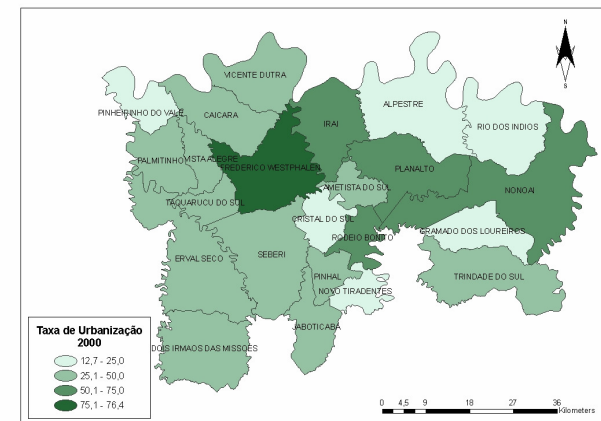 N
S
VICENTE DUTRA
ALPESTRE
PINHEIRINHO DO VALE
CAICARA
IRAI
RIO DOS INDIOS
PALMITINHO
VISTA ALEGRE
FREDERICO WESTPHALEN
PLANALTO
AMETISTA DO SUL
NONOAI
TAQUARUCU DO SUL
CRISTAL DO SUL
RODEIO BONITO
GRAMADO DOS LOUREIROS
ERVAL SECO
SEBERI
PINHAL
TRINDADE DO SUL
NOVO TIRADENTES
JABOTICABA
DOIS IRMAOS DAS MISSOES
Taxa de Urbanização
2000
12,7 - 25,0
25,1 - 50,0
50,1 - 75,0
75,1 - 76,4
0 4,5 9 18 27 36
Kilometers